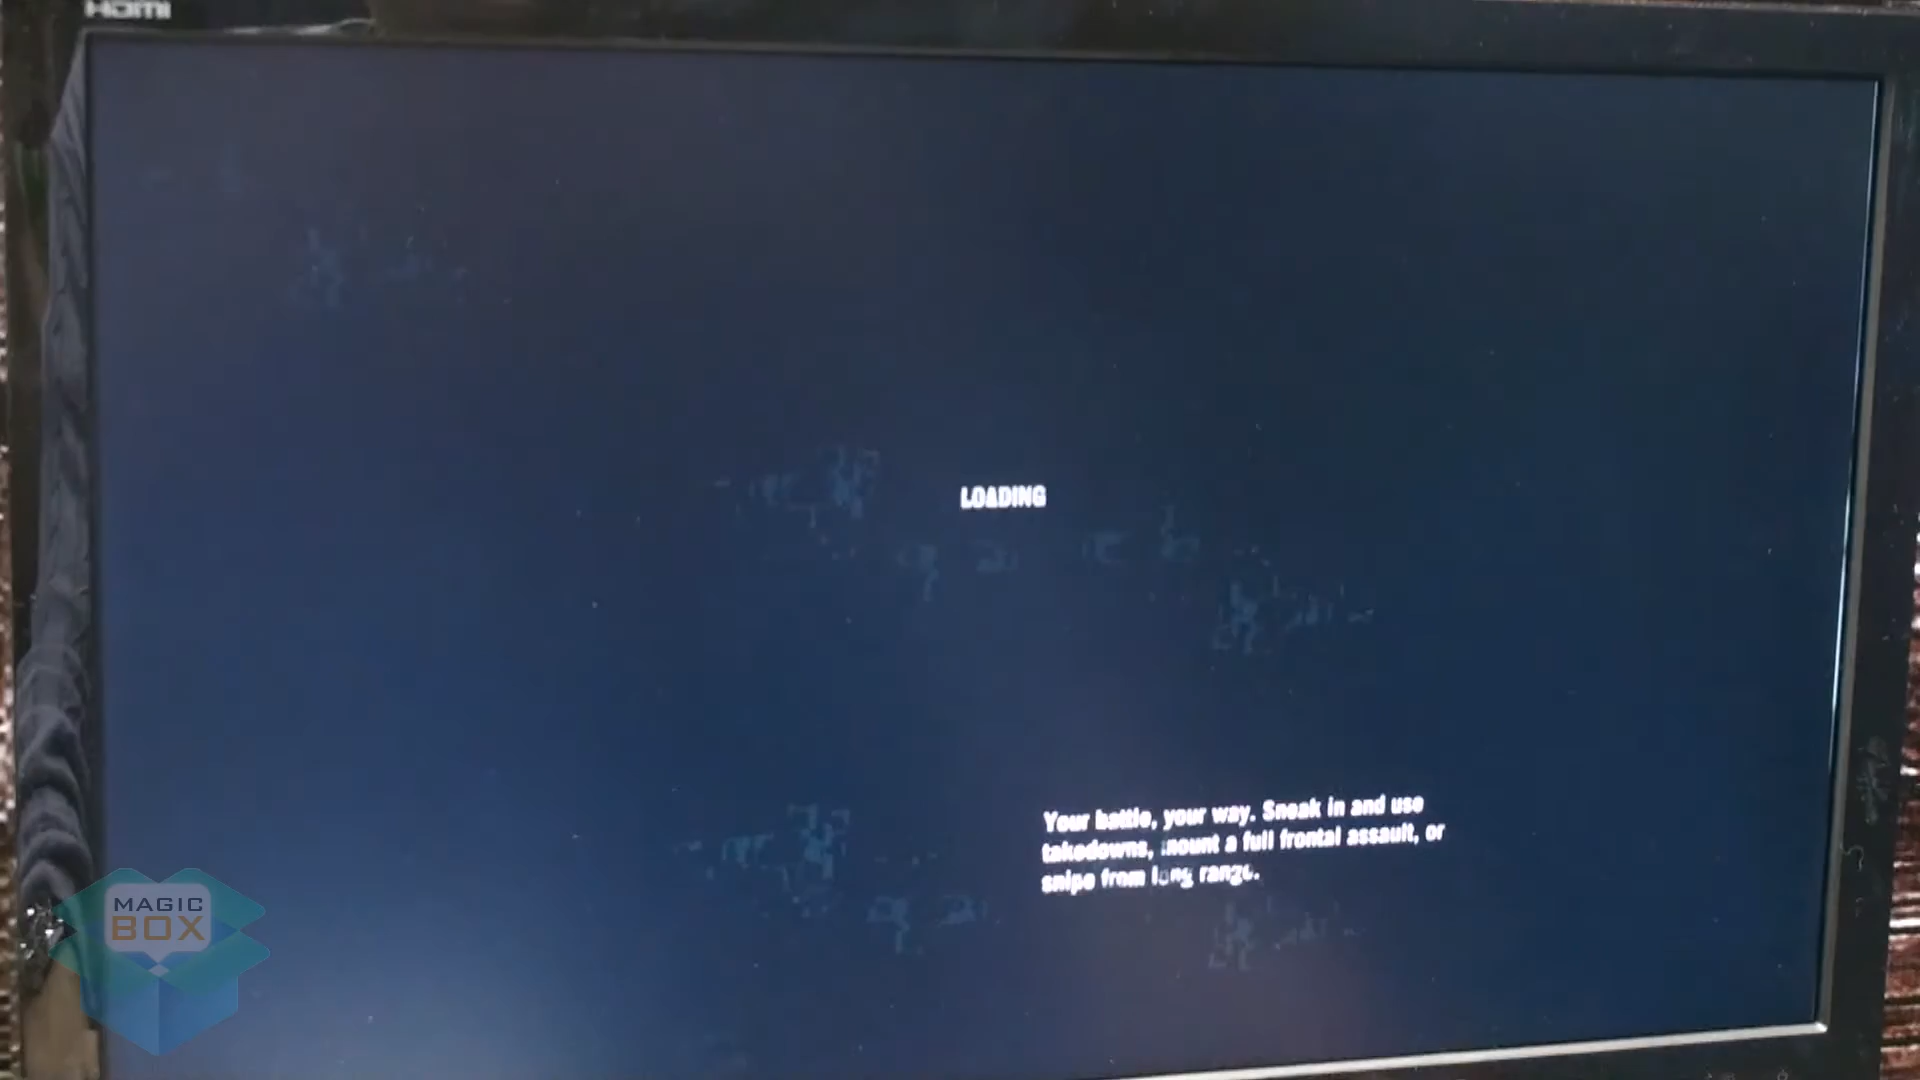 HDMI
LOADING
Your battle, your way. Sneak in and use
takedowns, mount a full frontal assault, or
snipe from long range.
MAGIC
BOX